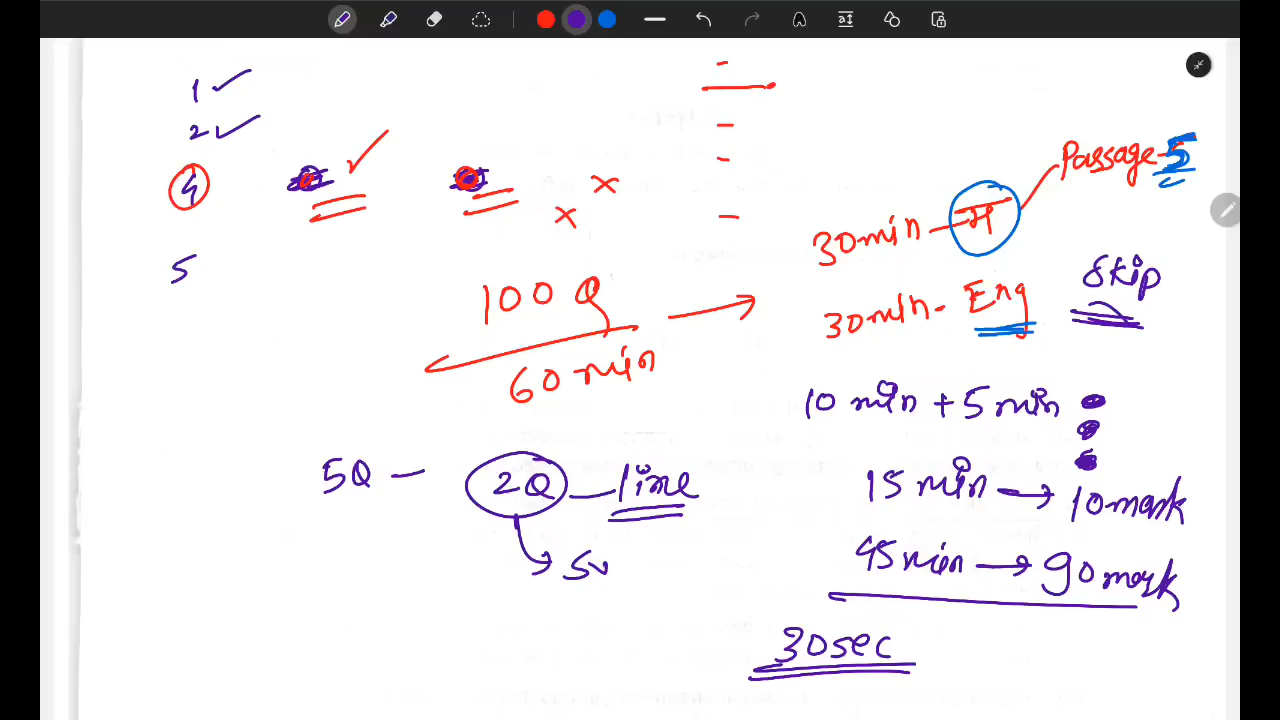 1
2
4
5
Passage-5
30min - H
30min - Eng
Skip
100 Q
60 min
10 min + 5 min
5Q - 2Q - line
15 min → 10 mark
45 min → 90 mark
30sec